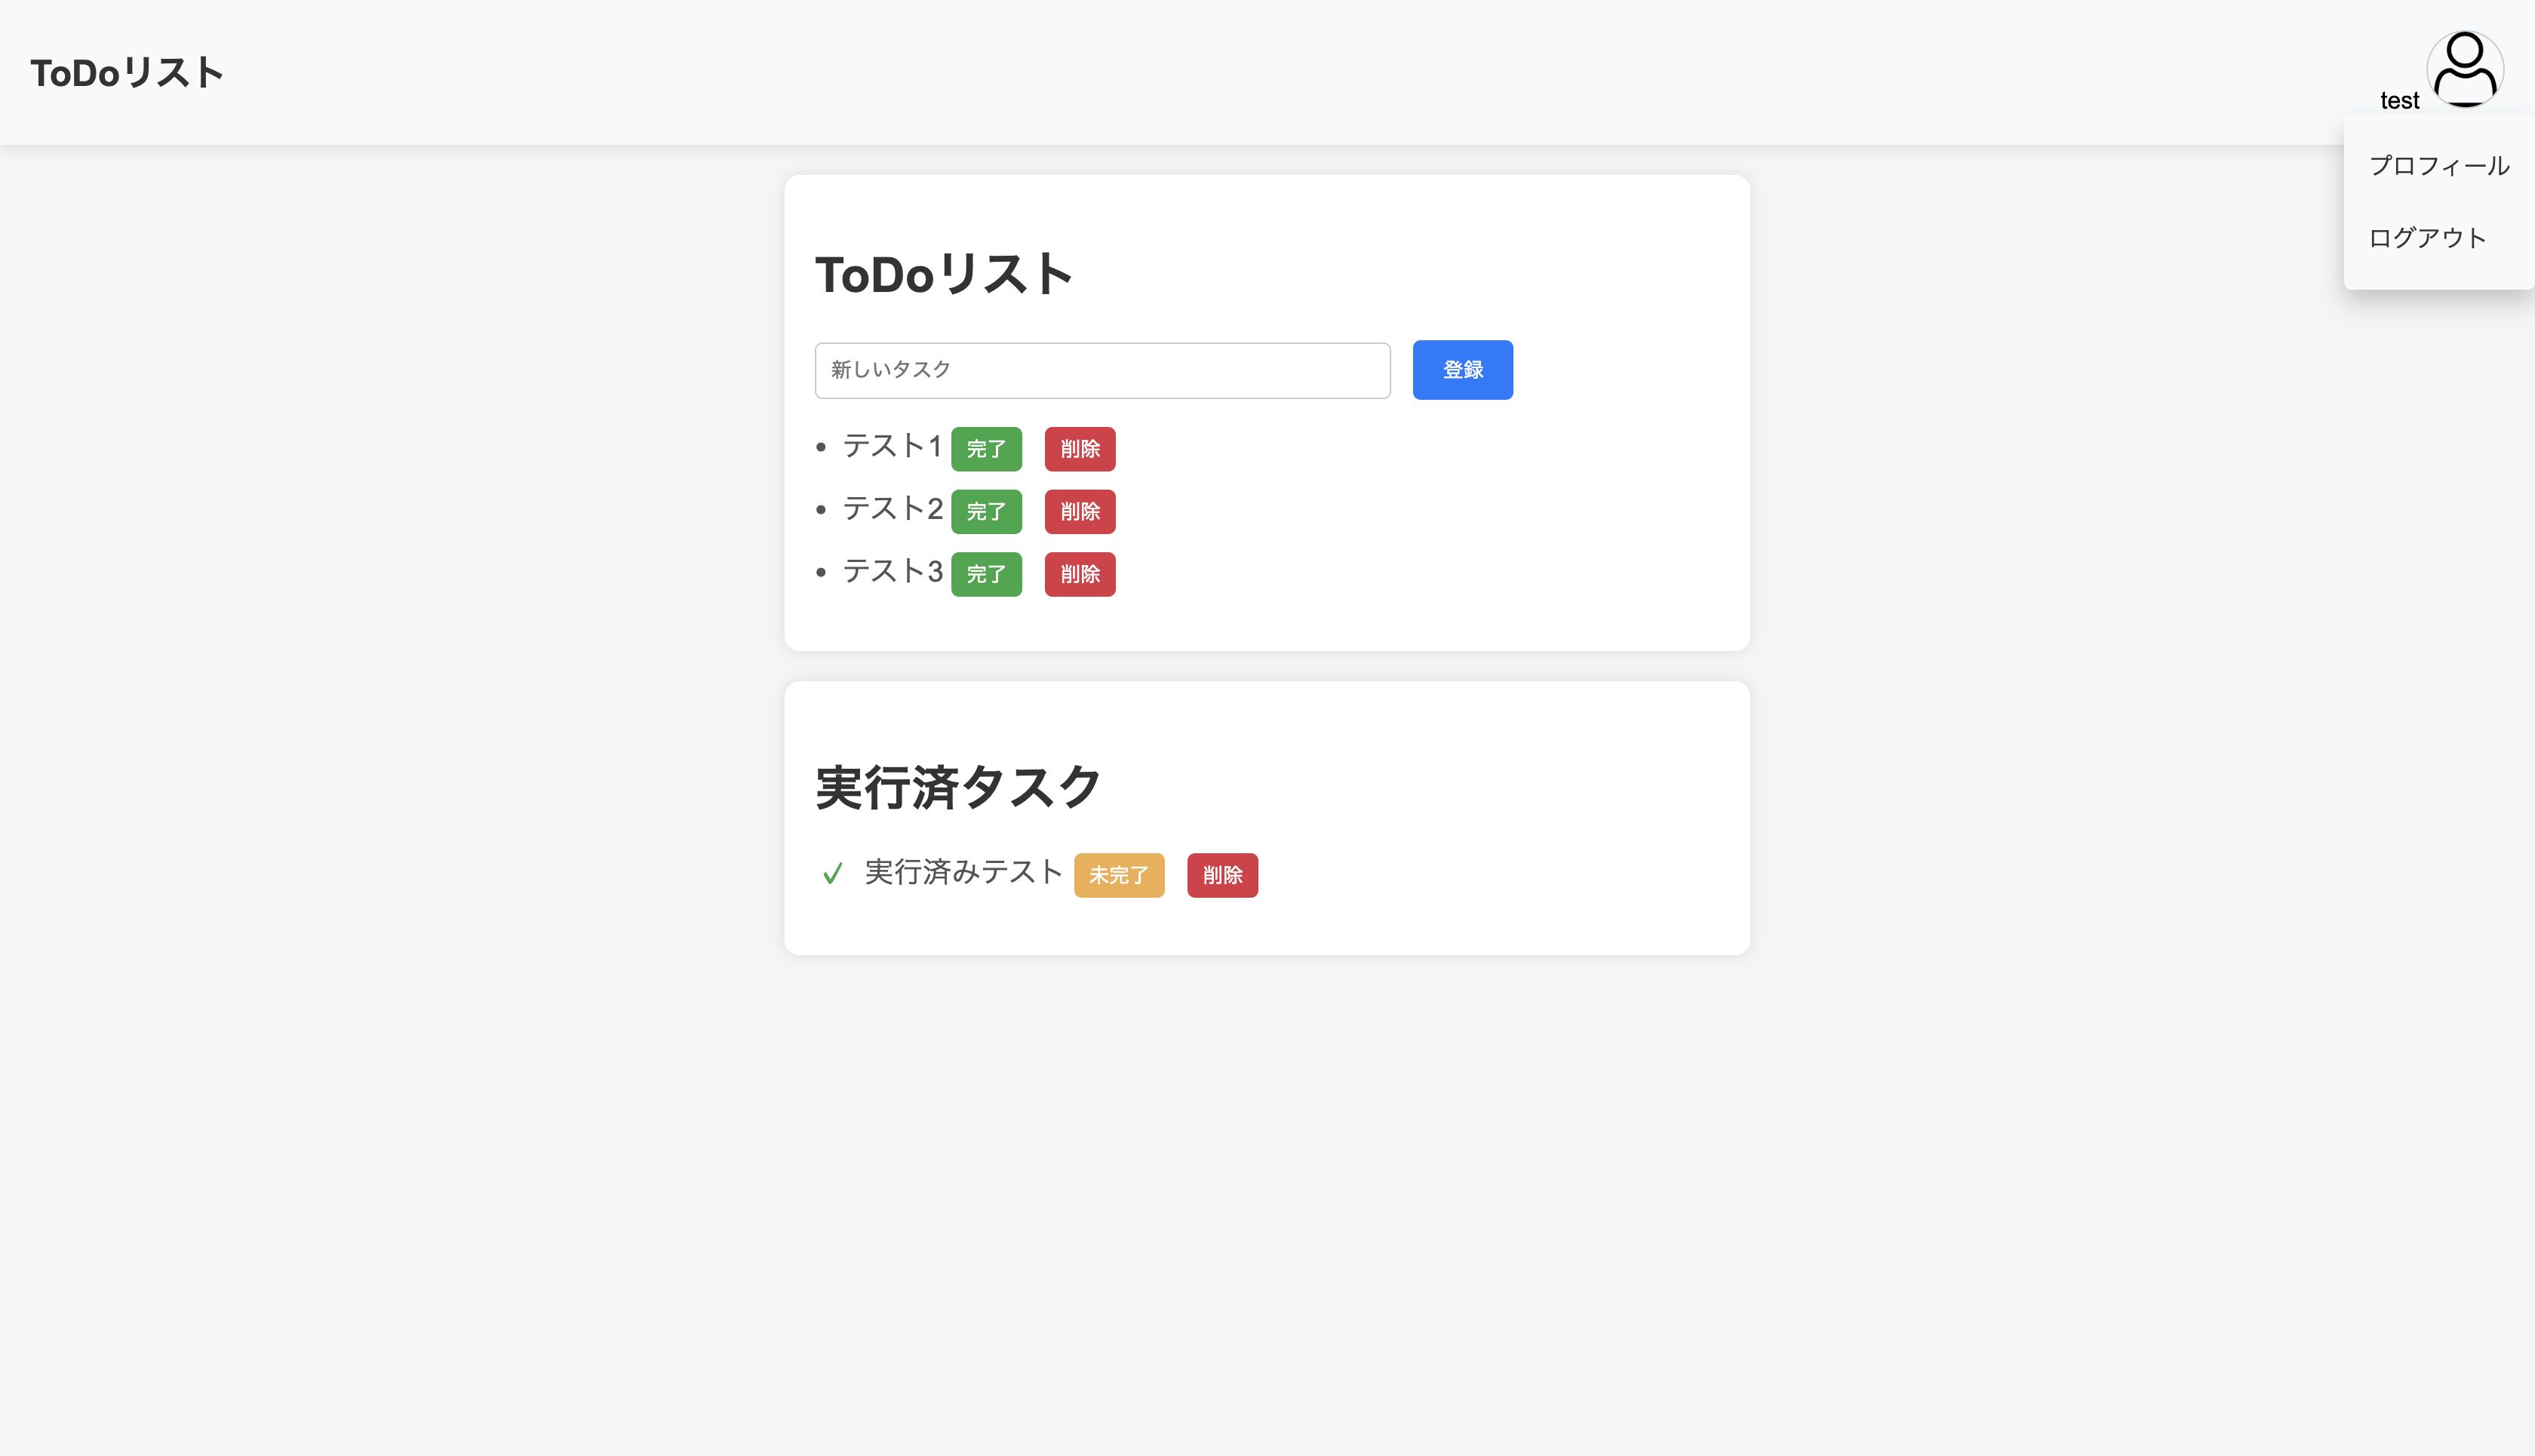 ToDoリスト
test
プロフィール
ログアウト
ToDoリスト
新しいタスク 登録
テスト1 完了 削除
テスト2 完了 削除
テスト3 完了 削除
実行済タスク
✓ 実行済みテスト 未完了 削除